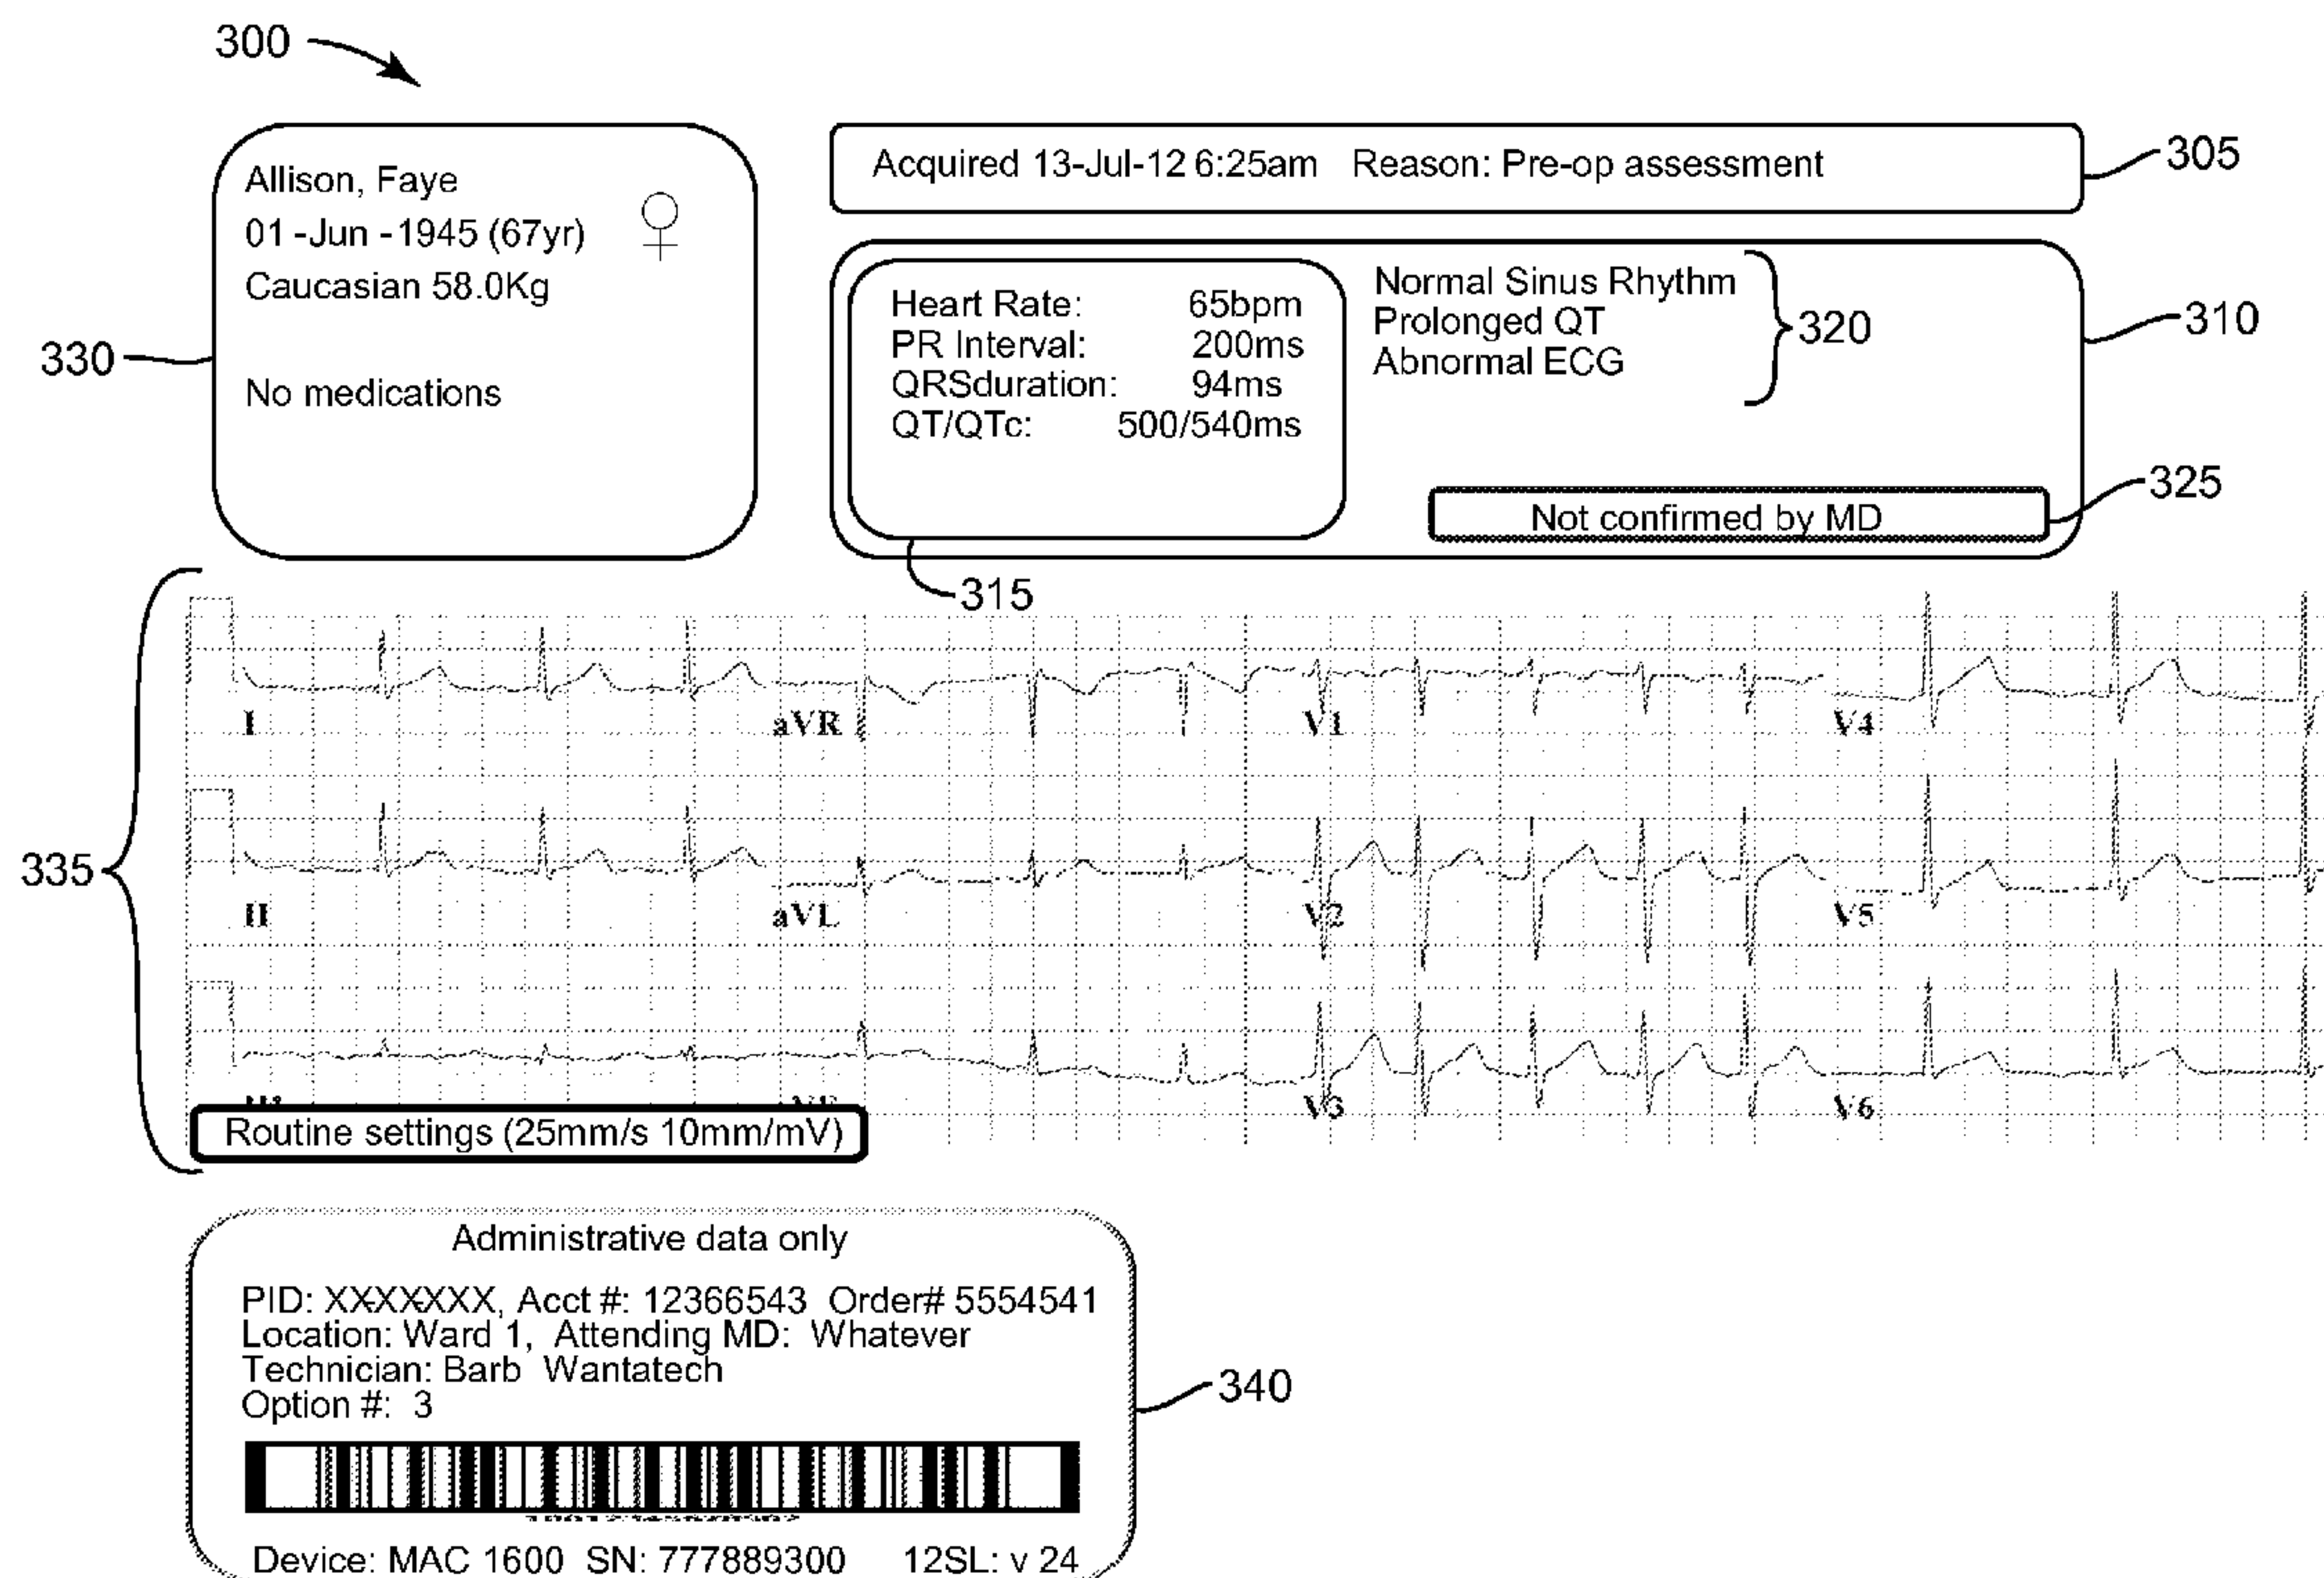 300
Allison, Faye
01 -Jun -1945 (67yr)
Caucasian 58.0Kg
No medications
330
Acquired 13-Jul-12 6:25am Reason: Pre-op assessment
305
Heart Rate: 65bpm
PR Interval: 200ms
QRSduration: 94ms
QT/QTc: 500/540ms
315
Normal Sinus Rhythm
Prolonged QT
Abnormal ECG
320
310
Not confirmed by MD
325
335
I aVR V1 V4
II aVL V2 V5
V3 V6
Routine settings (25mm/s 10mm/mV)
Administrative data only
PID: XXXXXXX, Acct #: 12366543 Order# 5554541
Location: Ward 1, Attending MD: Whatever
Technician: Barb Wantatech
Option #: 3
340
Device: MAC 1600 SN: 777889300 12SL: v 24